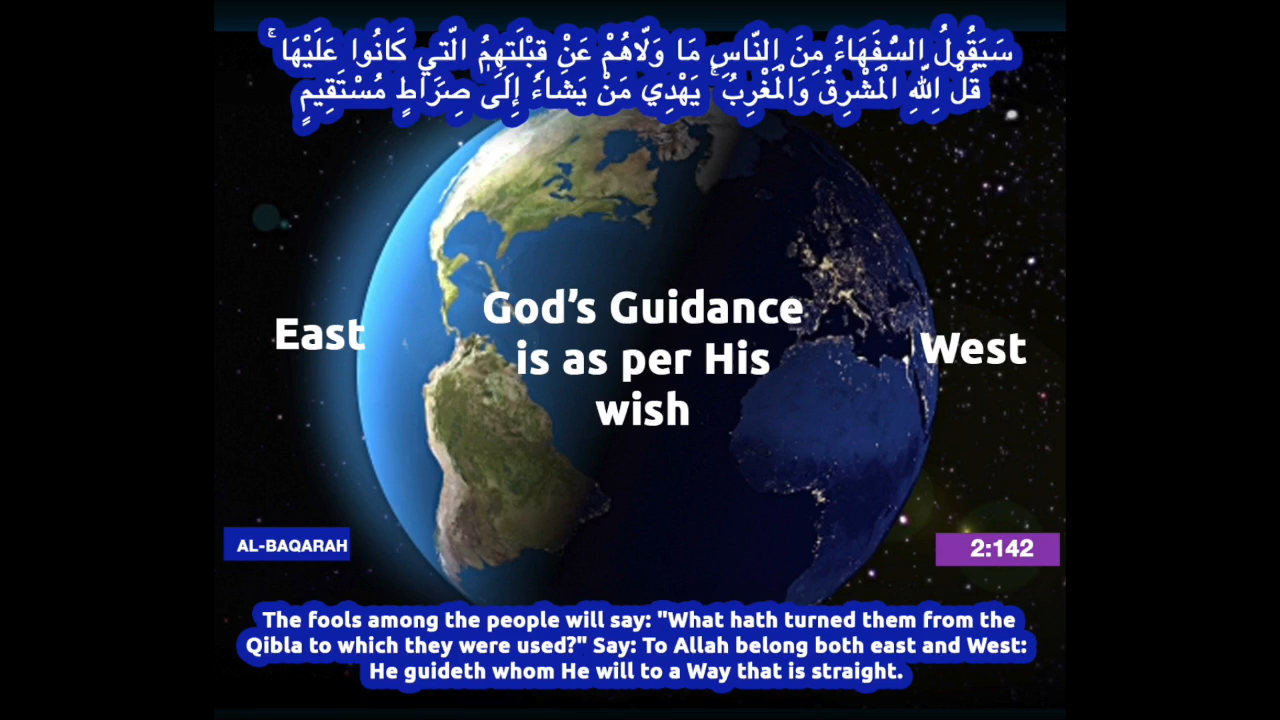 سَيَقُولُ السُّفَهَاءُ مِنَ النَّاسِ مَا وَلَّاهُمْ عَنْ قِبْلَتِهِمُ الَّتِي كَانُوا عَلَيْهَا ۚ
قُلْ لِلَّهِ الْمَشْرِقُ وَالْمَغْرِبُ ۚ يَهْدِي مَنْ يَشَاءُ إِلَىٰ صِرَاطٍ مُسْتَقِيمٍ
God’s Guidance
is as per His
wish
East
West
AL-BAQARAH
2:142
The fools among the people will say: "What hath turned them from the
Qibla to which they were used?" Say: To Allah belong both east and West:
He guideth whom He will to a Way that is straight.